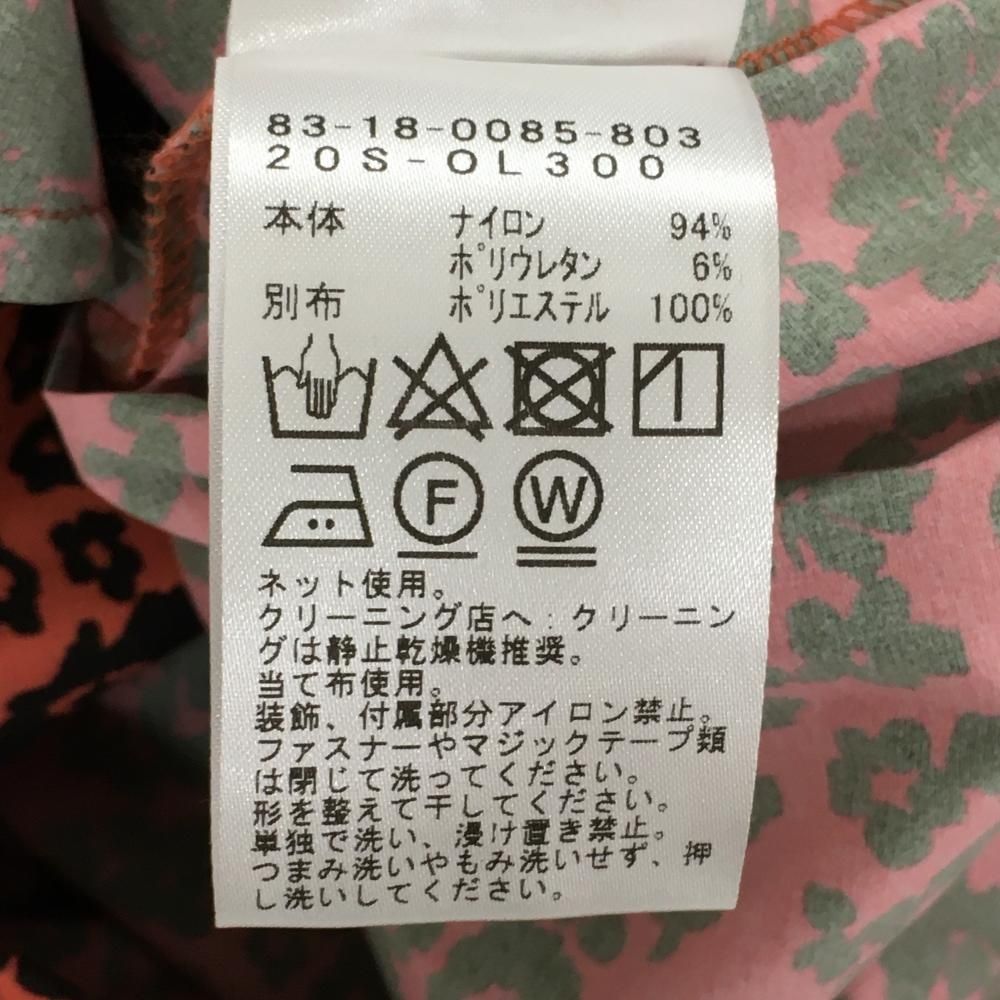 83-18-0085-803
20S-OL300
本体 ナイロン 94%
ポリウレタン 6%
別布 ポリエステル 100%
F W
ネット使用。
クリーニング店へ：クリーニン
グは静止乾燥機推奨。
当て布使用。
装飾、付属部分アイロン禁止。
ファスナーやマジックテープ類
は閉じて洗ってください。
形を整えて干してください。
単独で洗い、浸け置き禁止。
つまみ洗いやもみ洗いせず、押
し洗いしてください。